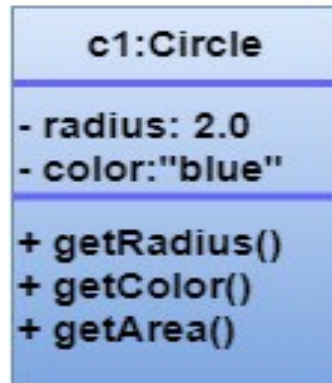 c1:Circle
- radius: 2.0
- color:"blue"
+ getRadius()
+ getColor()
+ getArea()